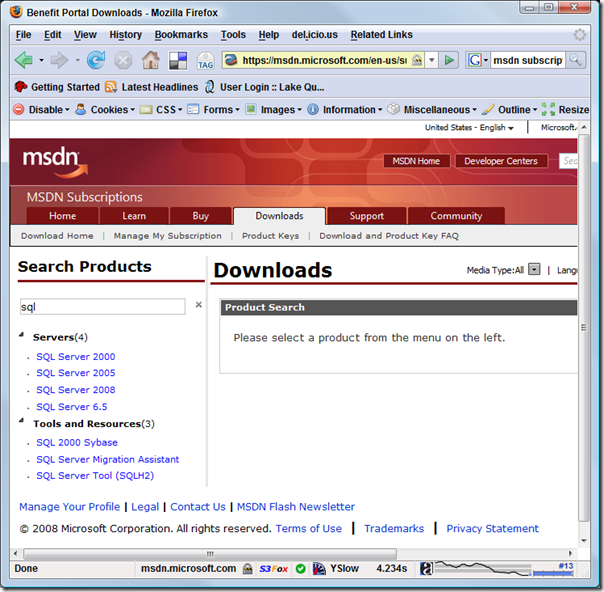 Benefit Portal Downloads - Mozilla Firefox
File Edit View History Bookmarks Tools Help del.icio.us Related Links
TAG https://msdn.microsoft.com/en-us/su G msdn subscrip
Getting Started Latest Headlines User Login :: Lake Qu...
Disable Cookies CSS Forms Images Information Miscellaneous Outline Resize
United States - English Microsoft
msdn MSDN Home Developer Centers Sea
MSDN Subscriptions
Home Learn Buy Downloads Support Community
Download Home | Manage My Subscription | Product Keys | Download and Product Key FAQ
Search Products
Downloads
Media Type:All | Langu
sql
Product Search
Please select a product from the menu on the left.
Servers(4)
SQL Server 2000
SQL Server 2005
SQL Server 2008
SQL Server 6.5
Tools and Resources(3)
SQL 2000 Sybase
SQL Server Migration Assistant
SQL Server Tool (SQLH2)
Manage Your Profile | Legal | Contact Us | MSDN Flash Newsletter
© 2008 Microsoft Corporation. All rights reserved. Terms of Use | Trademarks | Privacy Statement
Done msdn.microsoft.com S3Fox YSlow 4.234s #13